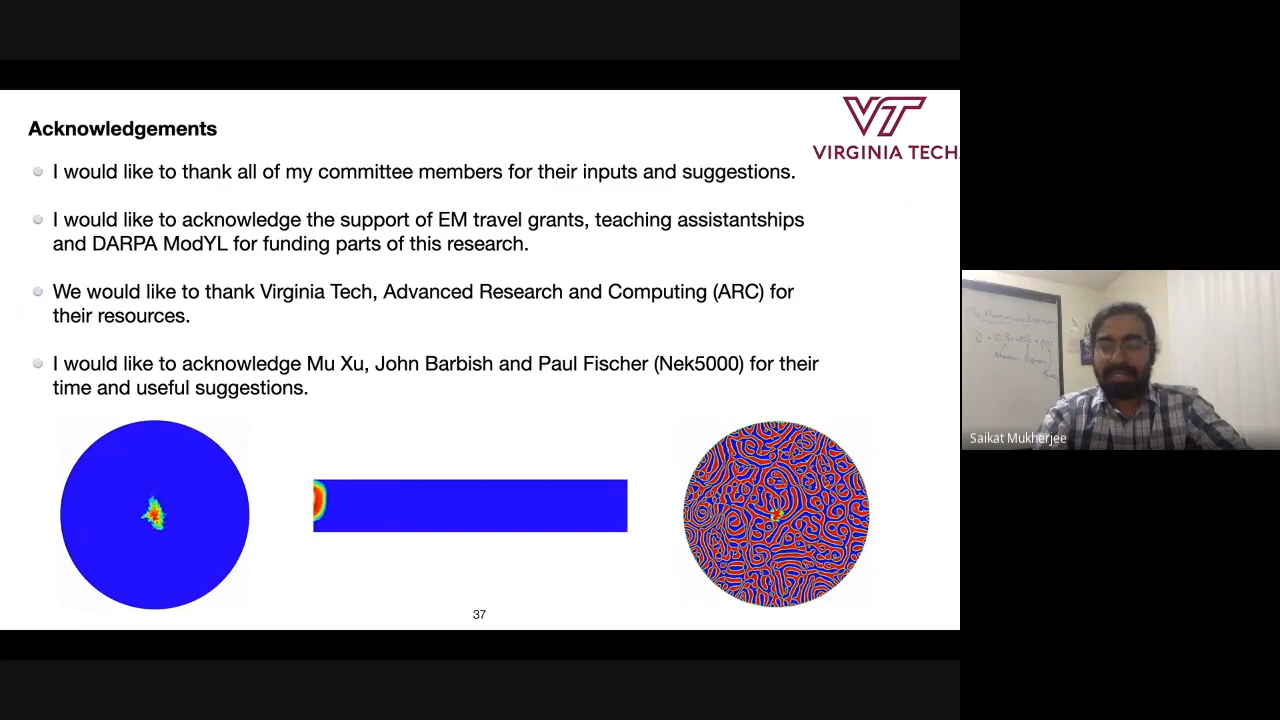 Acknowledgements
VT
VIRGINIA TECH.
I would like to thank all of my committee members for their inputs and suggestions.
I would like to acknowledge the support of EM travel grants, teaching assistantships
and DARPA ModYL for funding parts of this research.
We would like to thank Virginia Tech, Advanced Research and Computing (ARC) for
their resources.
I would like to acknowledge Mu Xu, John Barbish and Paul Fischer (Nek5000) for their
time and useful suggestions.
37
Saikat Mukherjee